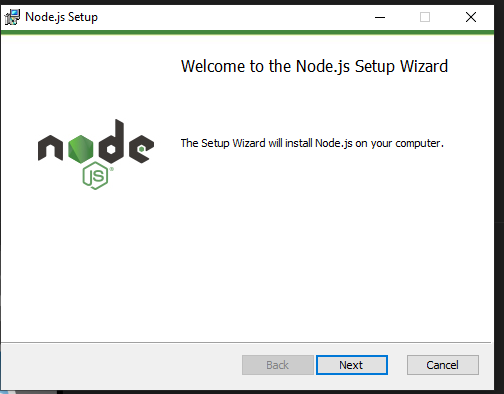 Node.js Setup
Welcome to the Node.js Setup Wizard
node
JS®
The Setup Wizard will install Node.js on your computer.
Back
Next
Cancel